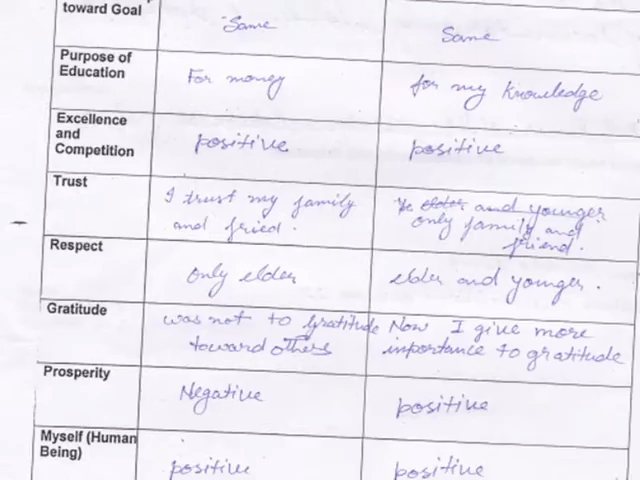 toward Goal
Same
Same
Purpose of
Education
For money
for my knowledge
Excellence
and
Competition
positive
positive
Trust
I trust my family
and fried.
elder and younger
only family and
friend.
Respect
only elder
elder and younger.
Gratitude
was not to gratitude
toward others
Now I give more
importance to gratitude
Prosperity
Negative
positive
Myself (Human
Being)
positive
positive